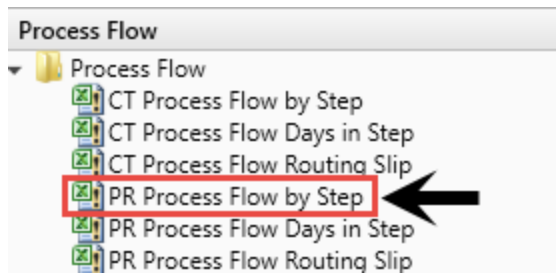 Process Flow
Process Flow
CT Process Flow by Step
CT Process Flow Days in Step
CT Process Flow Routing Slip
PR Process Flow by Step
PR Process Flow Days in Step
PR Process Flow Routing Slip